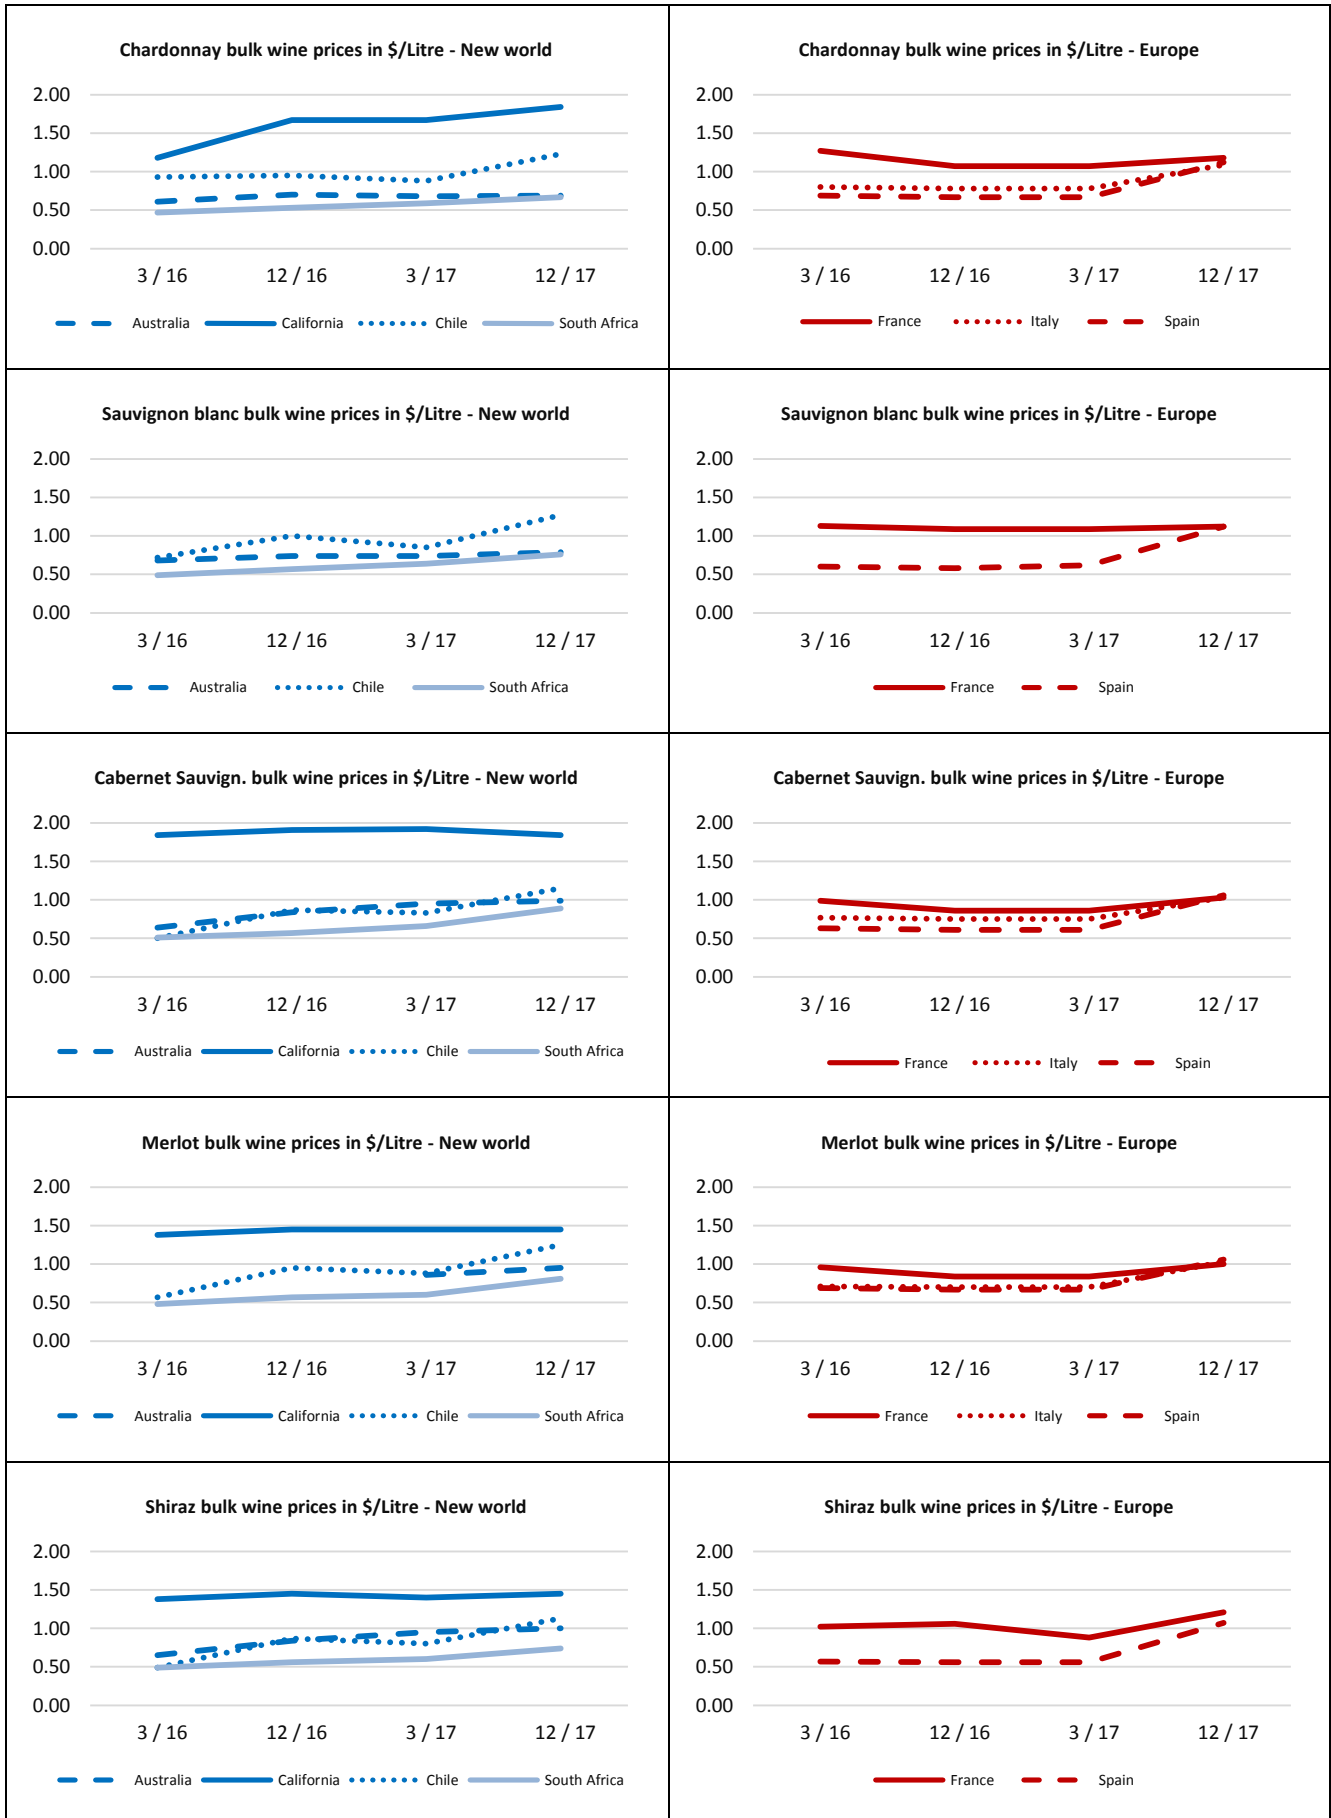 Chardonnay bulk wine prices in $/Litre - New world
2.00
1.50
1.00
0.50
0.00
3 / 16 12 / 16 3 / 17 12 / 17
Australia California Chile South Africa
Chardonnay bulk wine prices in $/Litre - Europe
2.00
1.50
1.00
0.50
0.00
3 / 16 12 / 16 3 / 17 12 / 17
France Italy Spain
Sauvignon blanc bulk wine prices in $/Litre - New world
2.00
1.50
1.00
0.50
0.00
3 / 16 12 / 16 3 / 17 12 / 17
Australia Chile South Africa
Sauvignon blanc bulk wine prices in $/Litre - Europe
2.00
1.50
1.00
0.50
0.00
3 / 16 12 / 16 3 / 17 12 / 17
France Spain
Cabernet Sauvign. bulk wine prices in $/Litre - New world
2.00
1.50
1.00
0.50
0.00
3 / 16 12 / 16 3 / 17 12 / 17
Australia California Chile South Africa
Cabernet Sauvign. bulk wine prices in $/Litre - Europe
2.00
1.50
1.00
0.50
0.00
3 / 16 12 / 16 3 / 17 12 / 17
France Italy Spain
Merlot bulk wine prices in $/Litre - New world
2.00
1.50
1.00
0.50
0.00
3 / 16 12 / 16 3 / 17 12 / 17
Australia California Chile South Africa
Merlot bulk wine prices in $/Litre - Europe
2.00
1.50
1.00
0.50
0.00
3 / 16 12 / 16 3 / 17 12 / 17
France Italy Spain
Shiraz bulk wine prices in $/Litre - New world
2.00
1.50
1.00
0.50
0.00
3 / 16 12 / 16 3 / 17 12 / 17
Australia California Chile South Africa
Shiraz bulk wine prices in $/Litre - Europe
2.00
1.50
1.00
0.50
0.00
3 / 16 12 / 16 3 / 17 12 / 17
France Spain